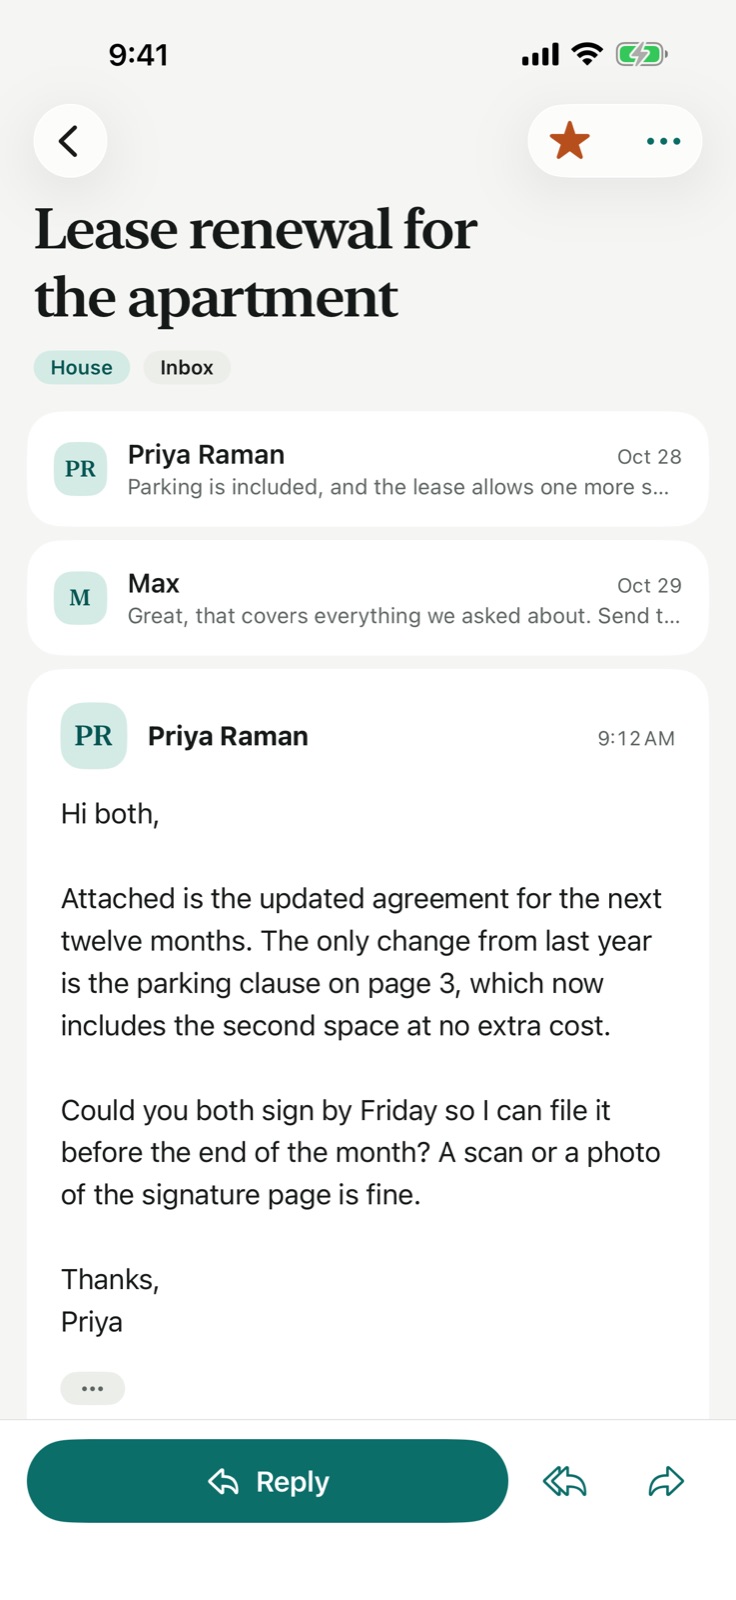 9:41
Lease renewal for
the apartment
House Inbox
PR Priya Raman Oct 28
Parking is included, and the lease allows one more s...
M Max Oct 29
Great, that covers everything we asked about. Send t...
PR Priya Raman 9:12 AM
Hi both,
Attached is the updated agreement for the next
twelve months. The only change from last year
is the parking clause on page 3, which now
includes the second space at no extra cost.
Could you both sign by Friday so I can file it
before the end of the month? A scan or a photo
of the signature page is fine.
Thanks,
Priya
Reply